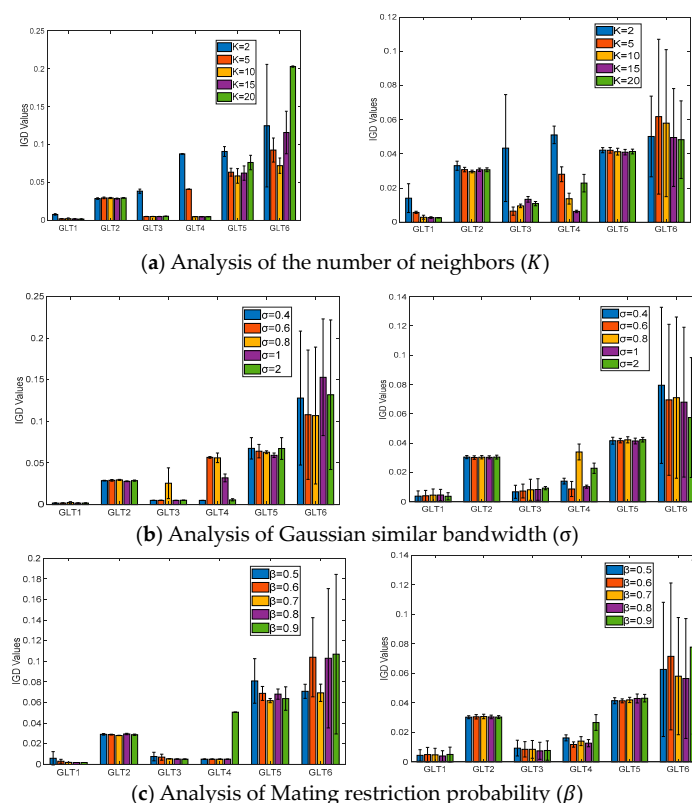 0.25
0.2
0.15
0.1
0.05
0
IGD Values
K=2
K=5
K=10
K=15
K=20
GLT1 GLT2 GLT3 GLT4 GLT5 GLT6
0.12
0.1
0.08
0.06
0.04
0.02
0
IGD Values
K=2
K=5
K=10
K=15
K=20
GLT1 GLT2 GLT3 GLT4 GLT5 GLT6
(a) Analysis of the number of neighbors (K)
0.25
0.2
0.15
0.1
0.05
0
IGD Values
σ=0.4
σ=0.6
σ=0.8
σ=1
σ=2
GLT1 GLT2 GLT3 GLT4 GLT5 GLT6
0.14
0.12
0.1
0.08
0.06
0.04
0.02
0
IGD Values
σ=0.4
σ=0.6
σ=0.8
σ=1
σ=2
GLT1 GLT2 GLT3 GLT4 GLT5 GLT6
(b) Analysis of Gaussian similar bandwidth (σ)
0.2
0.18
0.16
0.14
0.12
0.1
0.08
0.06
0.04
0.02
0
IGD Values
β=0.5
β=0.6
β=0.7
β=0.8
β=0.9
GLT1 GLT2 GLT3 GLT4 GLT5 GLT6
0.14
0.12
0.1
0.08
0.06
0.04
0.02
0
IGD Values
β=0.5
β=0.6
β=0.7
β=0.8
β=0.9
GLT1 GLT2 GLT3 GLT4 GLT5 GLT6
(c) Analysis of Mating restriction probability (β)